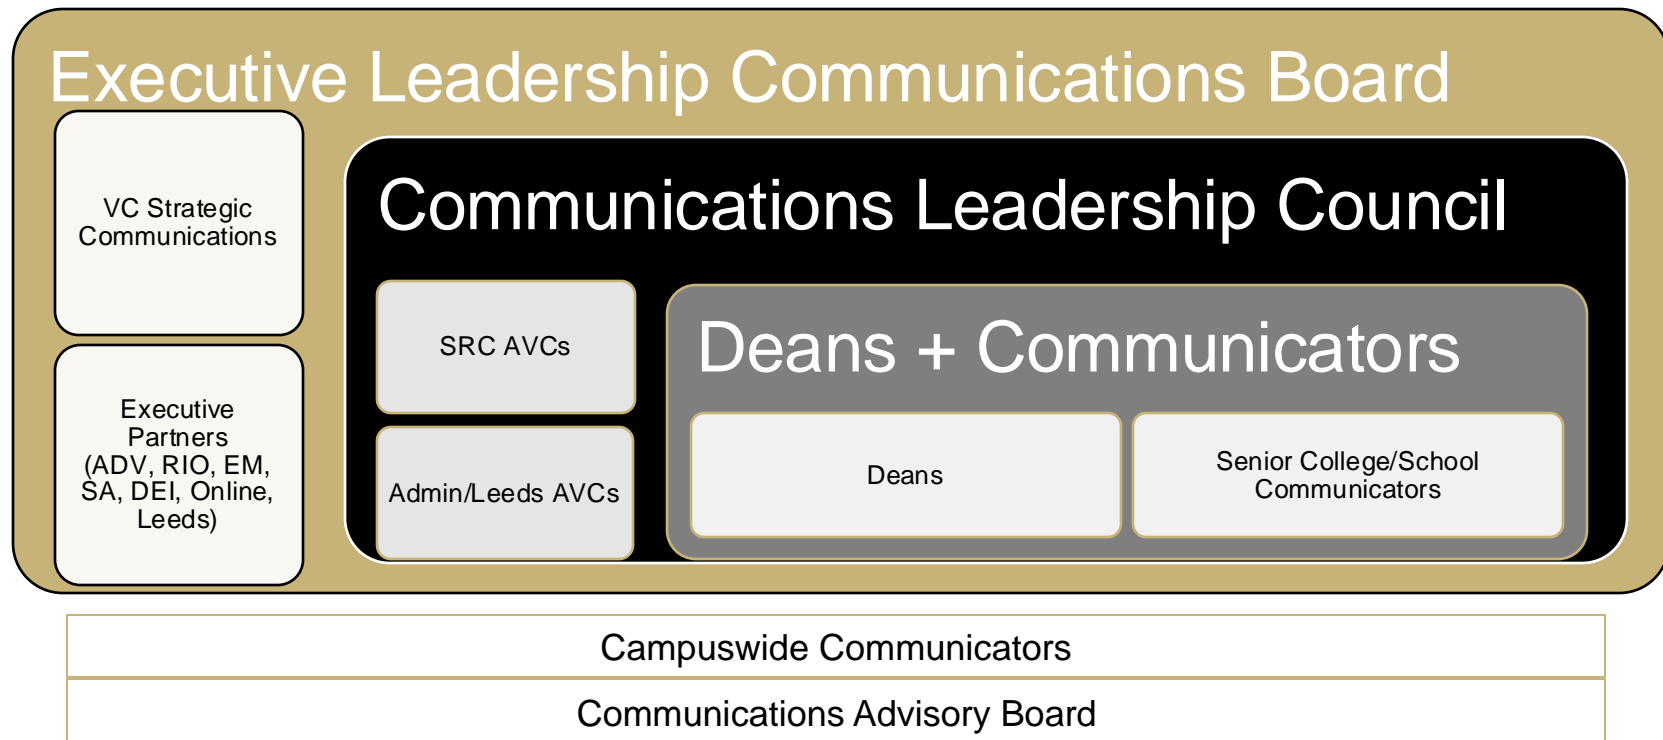 Executive Leadership Communications Board
VC Strategic
Communications
Executive
Partners
(ADV, RIO, EM,
SA, DEI, Online,
Leeds)
Communications Leadership Council
SRC AVCs
Admin/Leeds AVCs
Deans + Communicators
Deans
Senior College/School
Communicators
Campuswide Communicators
Communications Advisory Board